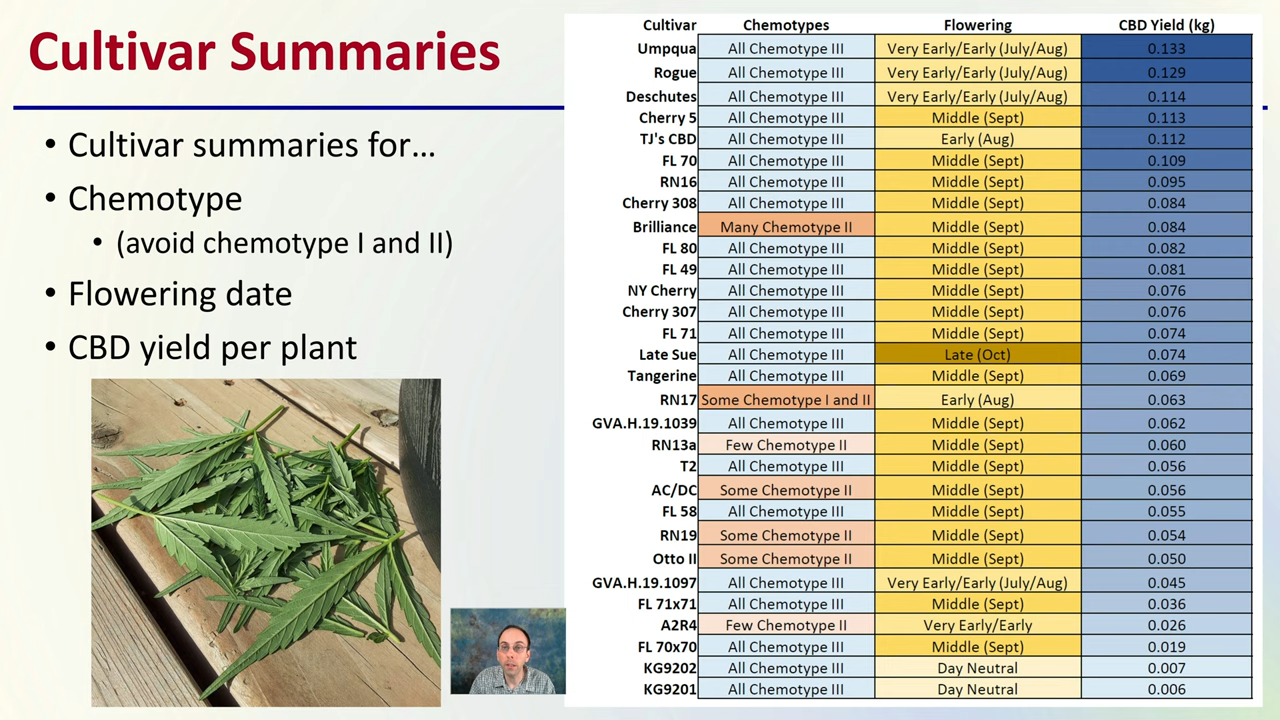 Cultivar Summaries
• Cultivar summaries for…
• Chemotype
• (avoid chemotype I and II)
• Flowering date
• CBD yield per plant
Cultivar Chemotypes Flowering CBD Yield (kg)
Umpqua All Chemotype III Very Early/Early (July/Aug) 0.133
Rogue All Chemotype III Very Early/Early (July/Aug) 0.129
Deschutes All Chemotype III Very Early/Early (July/Aug) 0.114
Cherry 5 All Chemotype III Middle (Sept) 0.113
TJ's CBD All Chemotype III Early (Aug) 0.112
FL 70 All Chemotype III Middle (Sept) 0.109
RN16 All Chemotype III Middle (Sept) 0.095
Cherry 308 All Chemotype III Middle (Sept) 0.084
Brilliance Many Chemotype II Middle (Sept) 0.084
FL 80 All Chemotype III Middle (Sept) 0.082
FL 49 All Chemotype III Middle (Sept) 0.081
NY Cherry All Chemotype III Middle (Sept) 0.076
Cherry 307 All Chemotype III Middle (Sept) 0.076
FL 71 All Chemotype III Middle (Sept) 0.074
Late Sue All Chemotype III Late (Oct) 0.074
Tangerine All Chemotype III Middle (Sept) 0.069
RN17 Some Chemotype I and II Early (Aug) 0.063
GVA.H.19.1039 All Chemotype III Middle (Sept) 0.062
RN13a Few Chemotype II Middle (Sept) 0.060
T2 All Chemotype III Middle (Sept) 0.056
AC/DC Some Chemotype II Middle (Sept) 0.056
FL 58 All Chemotype III Middle (Sept) 0.055
RN19 Some Chemotype II Middle (Sept) 0.054
Otto II Some Chemotype II Middle (Sept) 0.050
GVA.H.19.1097 All Chemotype III Very Early/Early (July/Aug) 0.045
FL 71x71 All Chemotype III Middle (Sept) 0.036
A2R4 Few Chemotype II Very Early/Early 0.026
FL 70x70 All Chemotype III Middle (Sept) 0.019
KG9202 All Chemotype III Day Neutral 0.007
KG9201 All Chemotype III Day Neutral 0.006